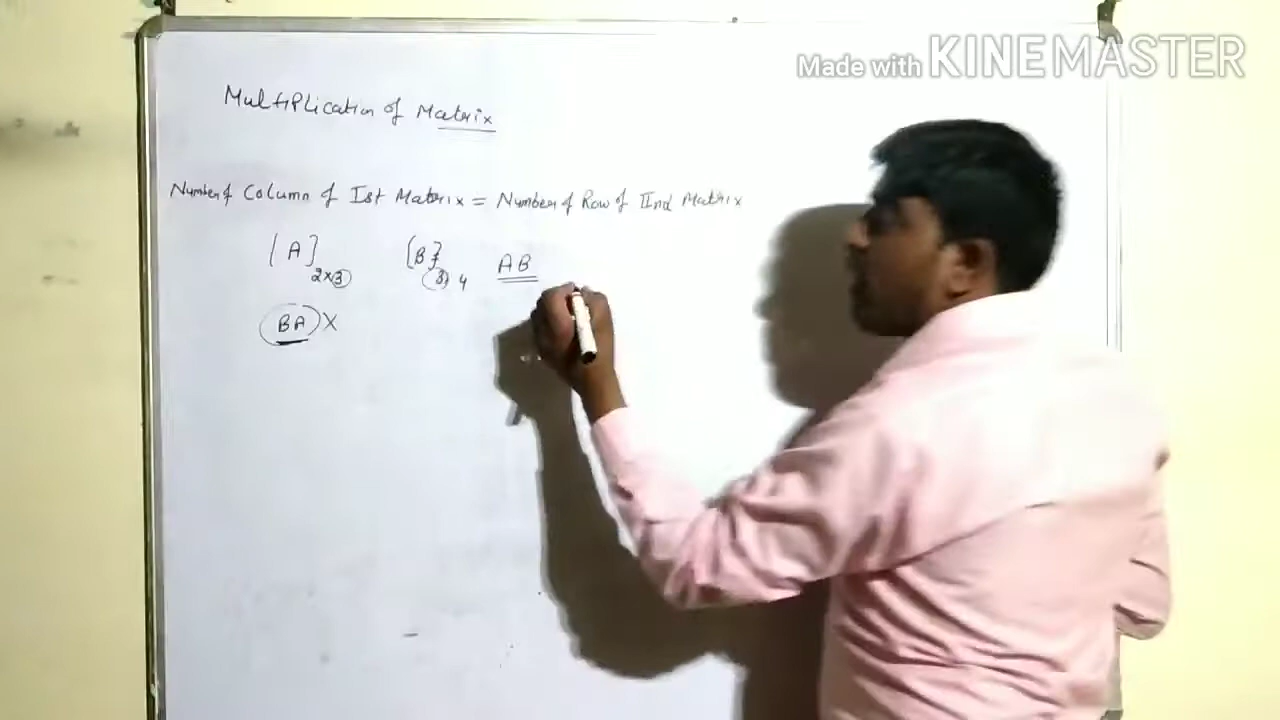 Made with KINEMASTER
Multiplication of Matrix
Number of Column of Ist Matrix = Number of Row of IInd Matrix
[A] 2×3 [B] 3×4 AB
BA X